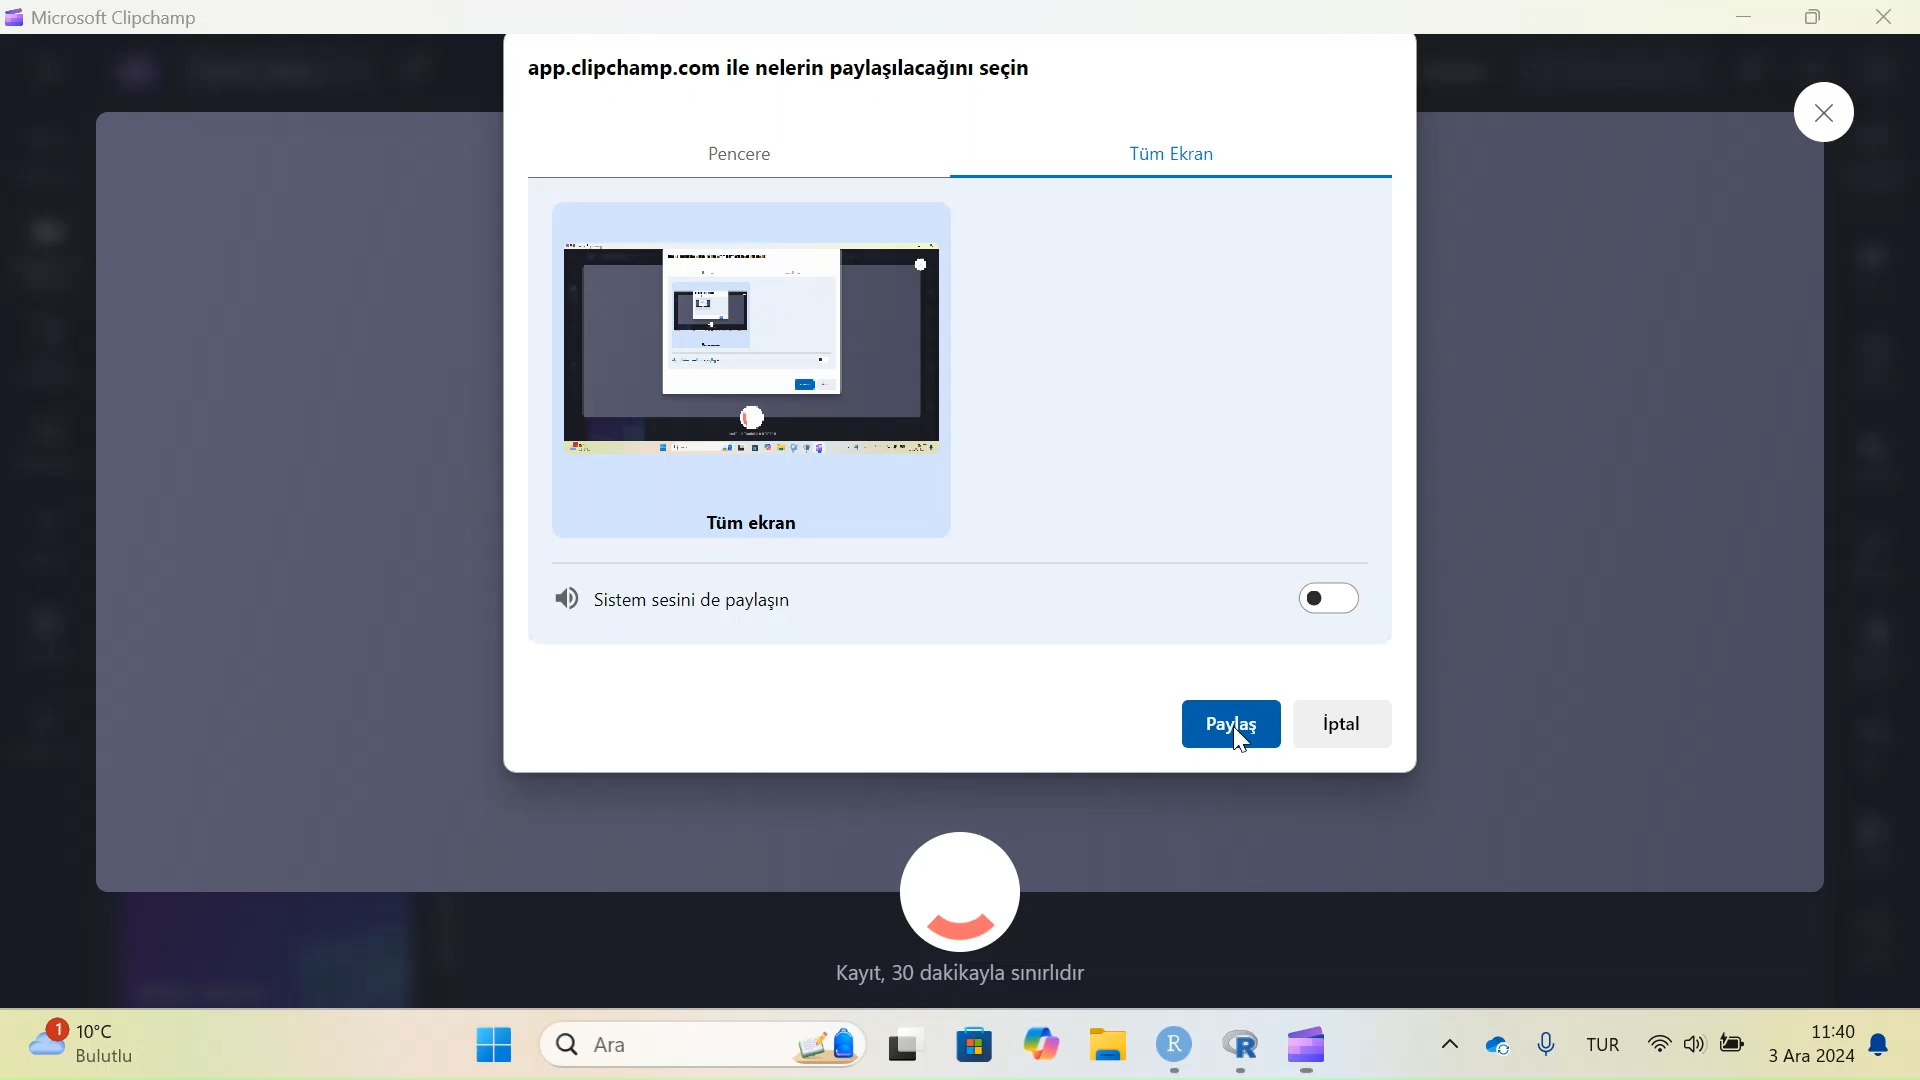 Microsoft Clipchamp
app.clipchamp.com ile nelerin paylaşılacağını seçin
Pencere
Tüm Ekran
Tüm ekran
Sistem sesini de paylaşın
Paylaş
İptal
Kayıt, 30 dakikayla sınırlıdır
1
10°C
Bulutlu
Ara
TUR
11:40
3 Ara 2024